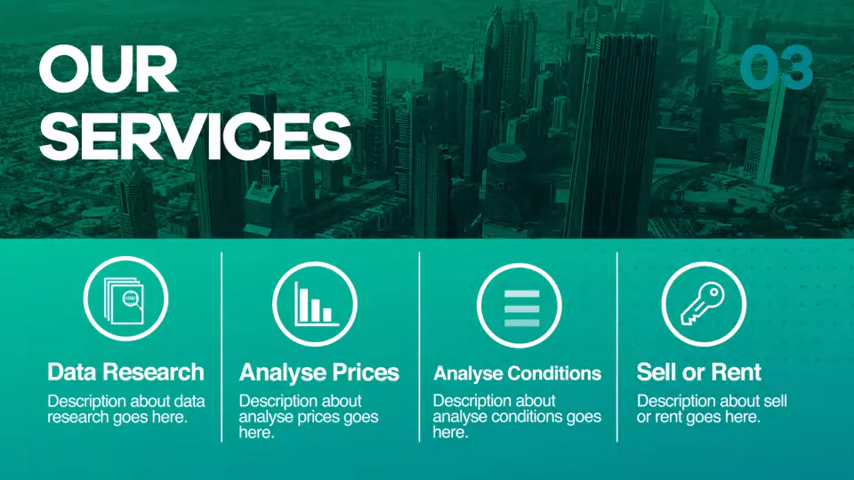 OUR
SERVICES
03
Data Research
Description about data
research goes here.
Analyse Prices
Description about
analyse prices goes
here.
Analyse Conditions
Description about
analyse conditions goes
here.
Sell or Rent
Description about sell
or rent goes here.